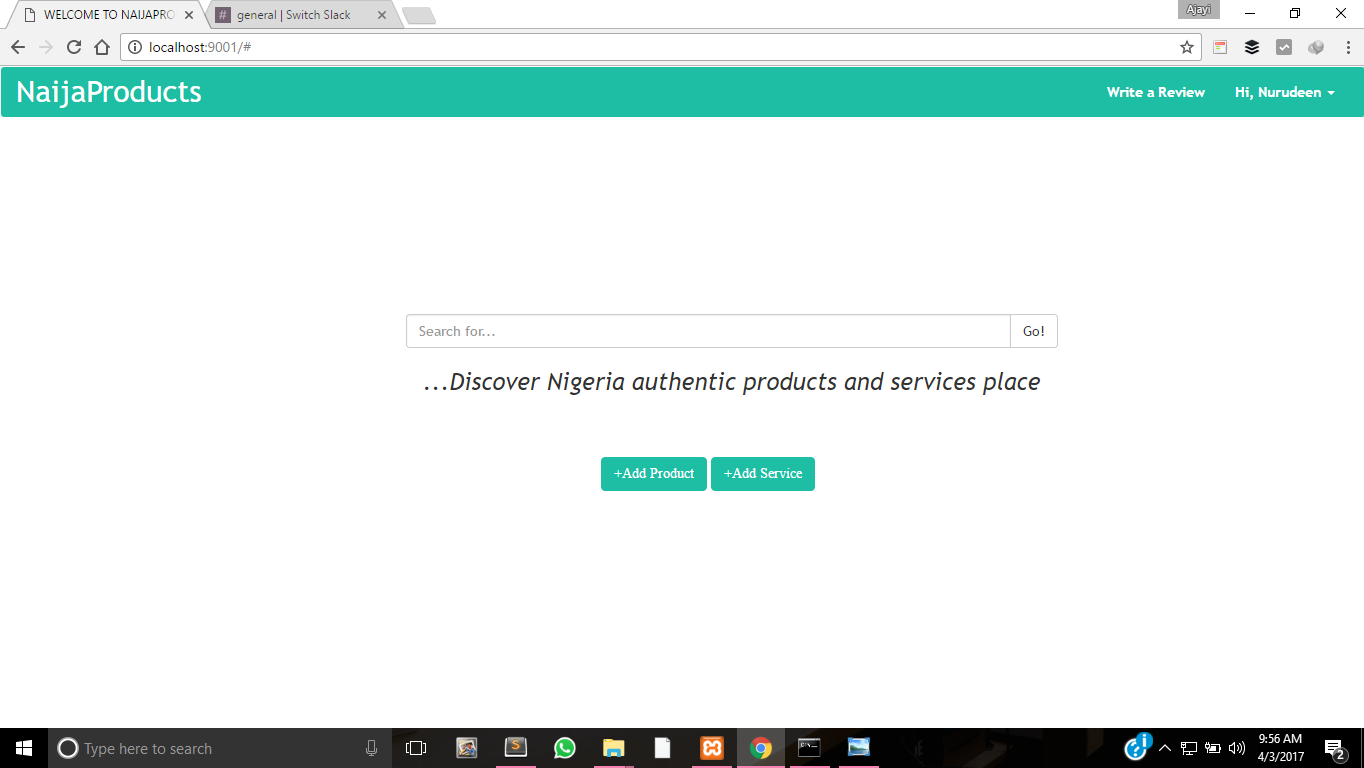 WELCOME TO NAIJAPRO
general | Switch Slack
Ajayi
localhost:9001/#
NaijaProducts
Write a Review
Hi, Nurudeen
Search for...
Go!
...Discover Nigeria authentic products and services place
+Add Product
+Add Service
Type here to search
9:56 AM
4/3/2017
2